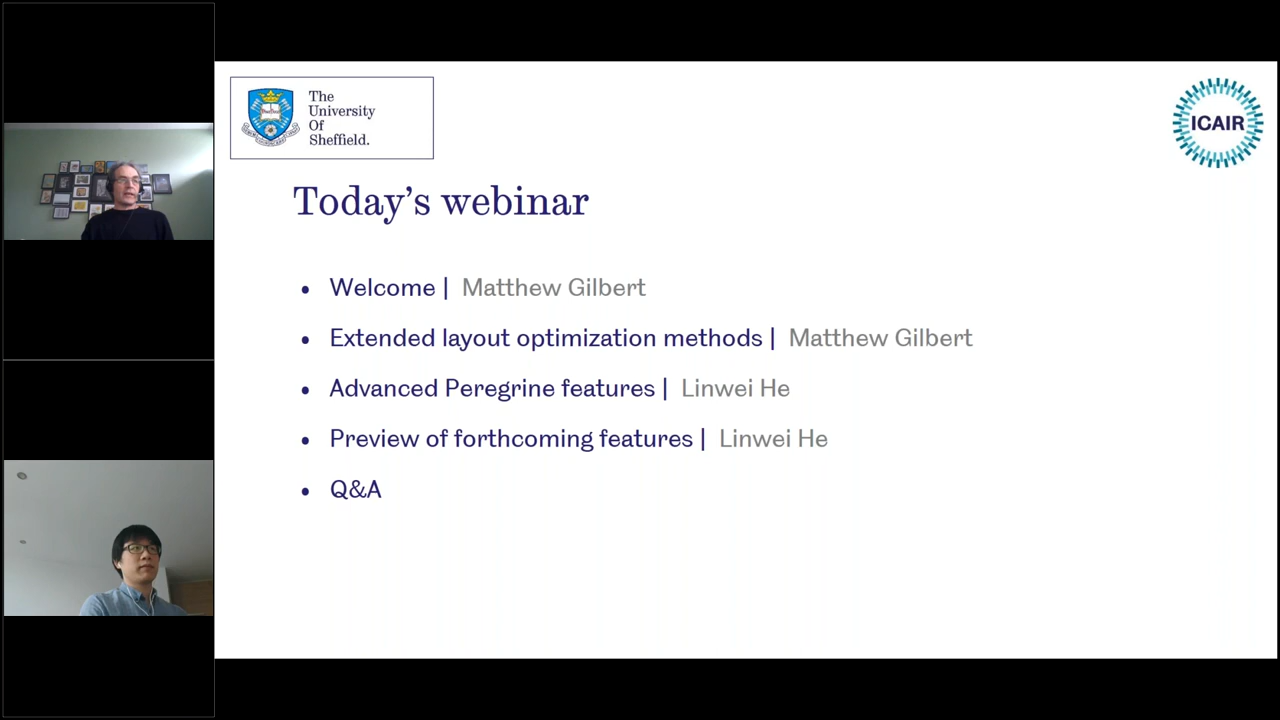 The
University
Of
Sheffield.
ICAIR
Today's webinar
• Welcome | Matthew Gilbert
• Extended layout optimization methods | Matthew Gilbert
• Advanced Peregrine features | Linwei He
• Preview of forthcoming features | Linwei He
• Q&A